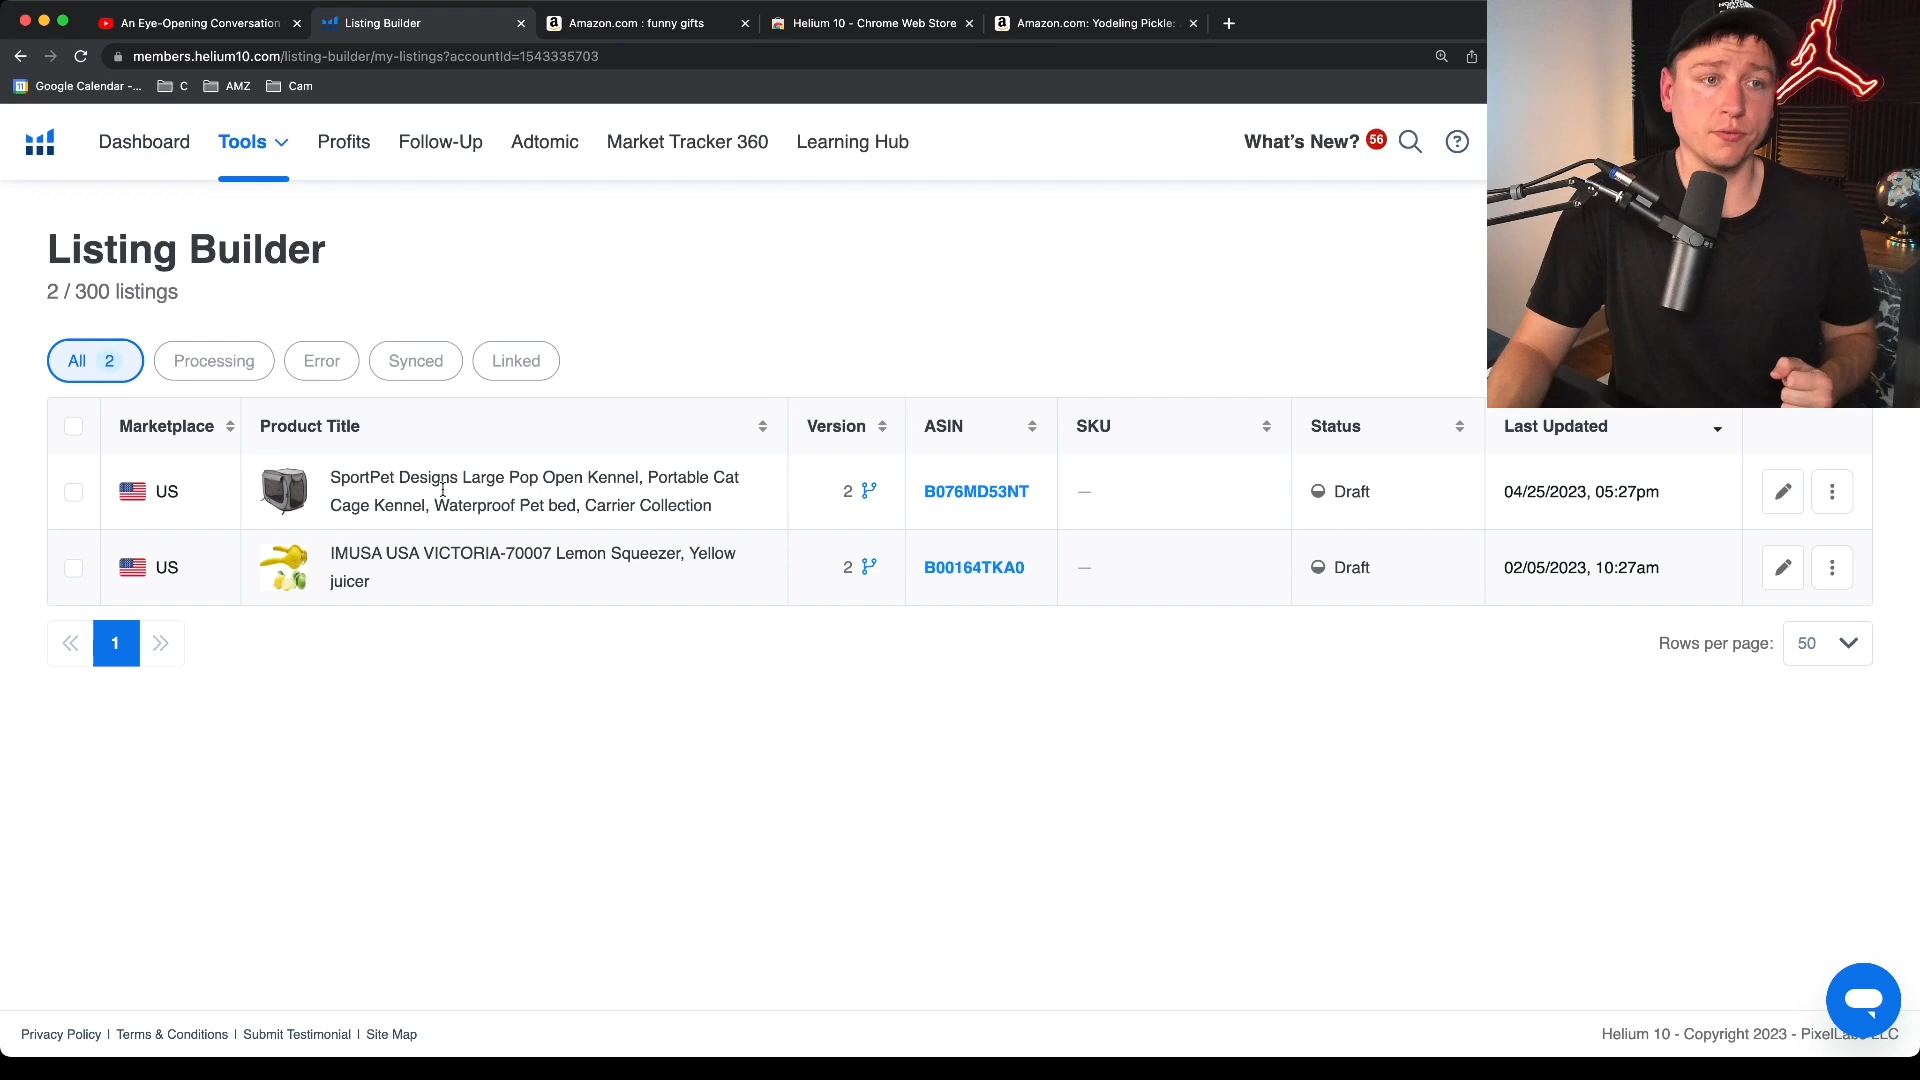 An Eye-Opening Conversation
Listing Builder
Amazon.com : funny gifts
Helium 10 - Chrome Web Store
Amazon.com: Yodeling Pickle:
members.helium10.com/listing-builder/my-listings?accountId=1543335703
Google Calendar -... C AMZ Cam
Dashboard Tools Profits Follow-Up Adtomic Market Tracker 360 Learning Hub What's New? 56
Listing Builder
2 / 300 listings
All 2 Processing Error Synced Linked
Marketplace Product Title Version ASIN SKU Status Last Updated
US SportPet Designs Large Pop Open Kennel, Portable Cat
Cage Kennel, Waterproof Pet bed, Carrier Collection
2 B076MD53NT — Draft 04/25/2023, 05:27pm
US IMUSA USA VICTORIA-70007 Lemon Squeezer, Yellow
juicer
2 B00164TKA0 — Draft 02/05/2023, 10:27am
1 Rows per page: 50
Privacy Policy | Terms & Conditions | Submit Testimonial | Site Map Helium 10 - Copyright 2023 -